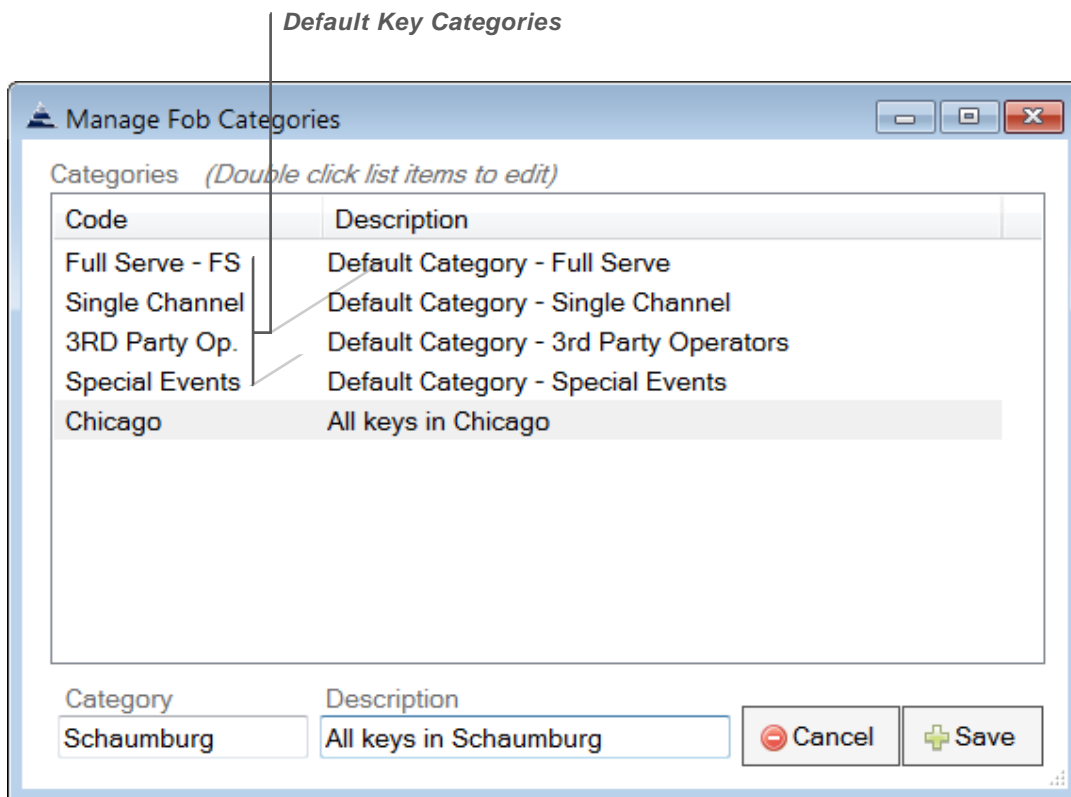 Default Key Categories
Manage Fob Categories
Categories (Double click list items to edit)
Code Description
Full Serve - FS Default Category - Full Serve
Single Channel Default Category - Single Channel
3RD Party Op. Default Category - 3rd Party Operators
Special Events Default Category - Special Events
Chicago All keys in Chicago
Category Description
Schaumburg All keys in Schaumburg Cancel Save